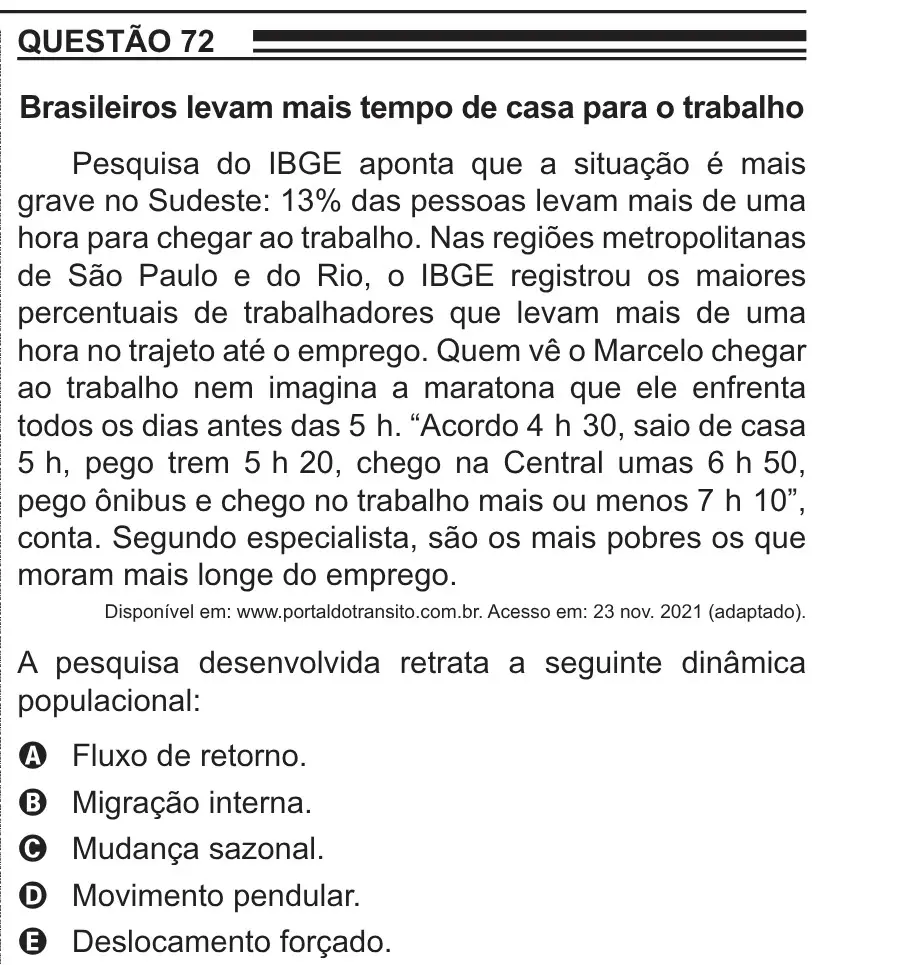 QUESTÃO 72
Brasileiros levam mais tempo de casa para o trabalho
Pesquisa do IBGE aponta que a situação é mais
grave no Sudeste: 13% das pessoas levam mais de uma
hora para chegar ao trabalho. Nas regiões metropolitanas
de São Paulo e do Rio, o IBGE registrou os maiores
percentuais de trabalhadores que levam mais de uma
hora no trajeto até o emprego. Quem vê o Marcelo chegar
ao trabalho nem imagina a maratona que ele enfrenta
todos os dias antes das 5 h. “Acordo 4 h 30, saio de casa
5 h, pego trem 5 h 20, chego na Central umas 6 h 50,
pego ônibus e chego no trabalho mais ou menos 7 h 10”,
conta. Segundo especialista, são os mais pobres os que
moram mais longe do emprego.
Disponível em: www.portaldotransito.com.br. Acesso em: 23 nov. 2021 (adaptado).
A pesquisa desenvolvida retrata a seguinte dinâmica
populacional:
A Fluxo de retorno.
B Migração interna.
C Mudança sazonal.
D Movimento pendular.
E Deslocamento forçado.